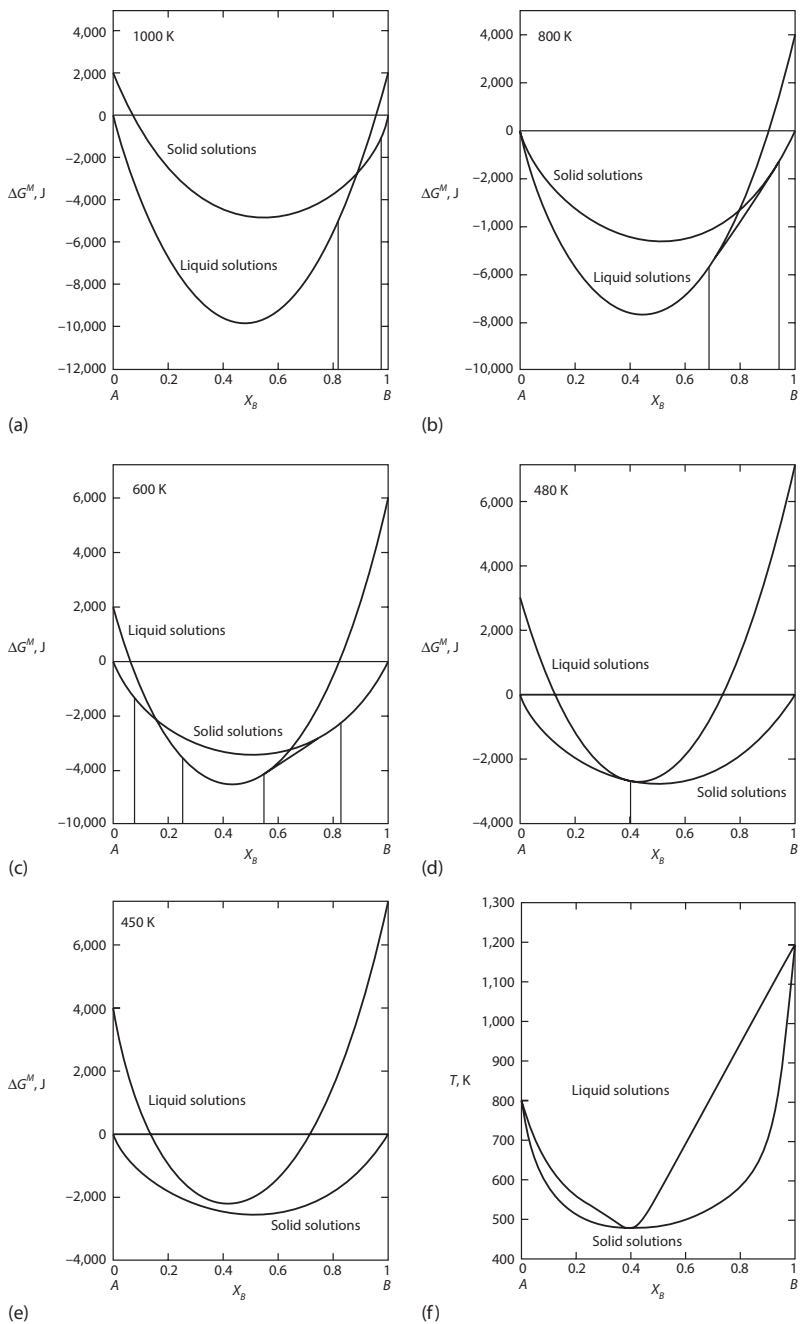 4,000
2,000
0
−2,000
−4,000
−6,000
−8,000
−10,000
−12,000
ΔG^M, J
1000 K
Solid solutions
Liquid solutions
0 0.2 0.4 0.6 0.8 1
A X_B B
(a)
4,000
2,000
0
−2,000
−1,000
−6,000
−8,000
−10,000
ΔG^M, J
800 K
Solid solutions
Liquid solutions
0 0.2 0.4 0.6 0.8 1
A X_B B
(b)
6,000
4,000
2,000
0
−2,000
−4,000
−10,000
ΔG^M, J
600 K
Liquid solutions
Solid solutions
0 0.2 0.4 0.6 0.8 1
A X_B B
(c)
6,000
4,000
2,000
0
−2,000
−4,000
ΔG^M, J
480 K
Liquid solutions
Solid solutions
0 0.2 0.4 0.6 0.8 1
A X_B B
(d)
6,000
4,000
2,000
0
−2,000
−4,000
ΔG^M, J
450 K
Liquid solutions
Solid solutions
0 0.2 0.4 0.6 0.8 1
A X_B B
(e)
1,300
1,200
1,100
1,000
900
800
700
600
500
400
T, K
Liquid solutions
Solid solutions
0 0.2 0.4 0.6 0.8 1
A X_B B
(f)